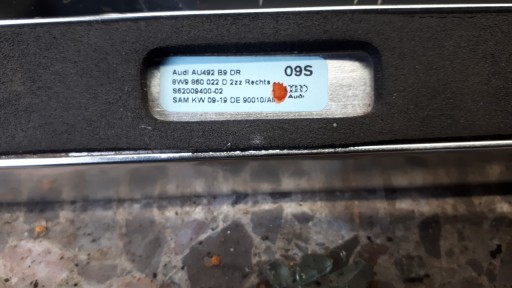 Audi AU492 B9 DR 09S
8W9 860 022 D 2zz Rechts
S62009400-02
SAM KW 09-19 DE 90010/All
Audi